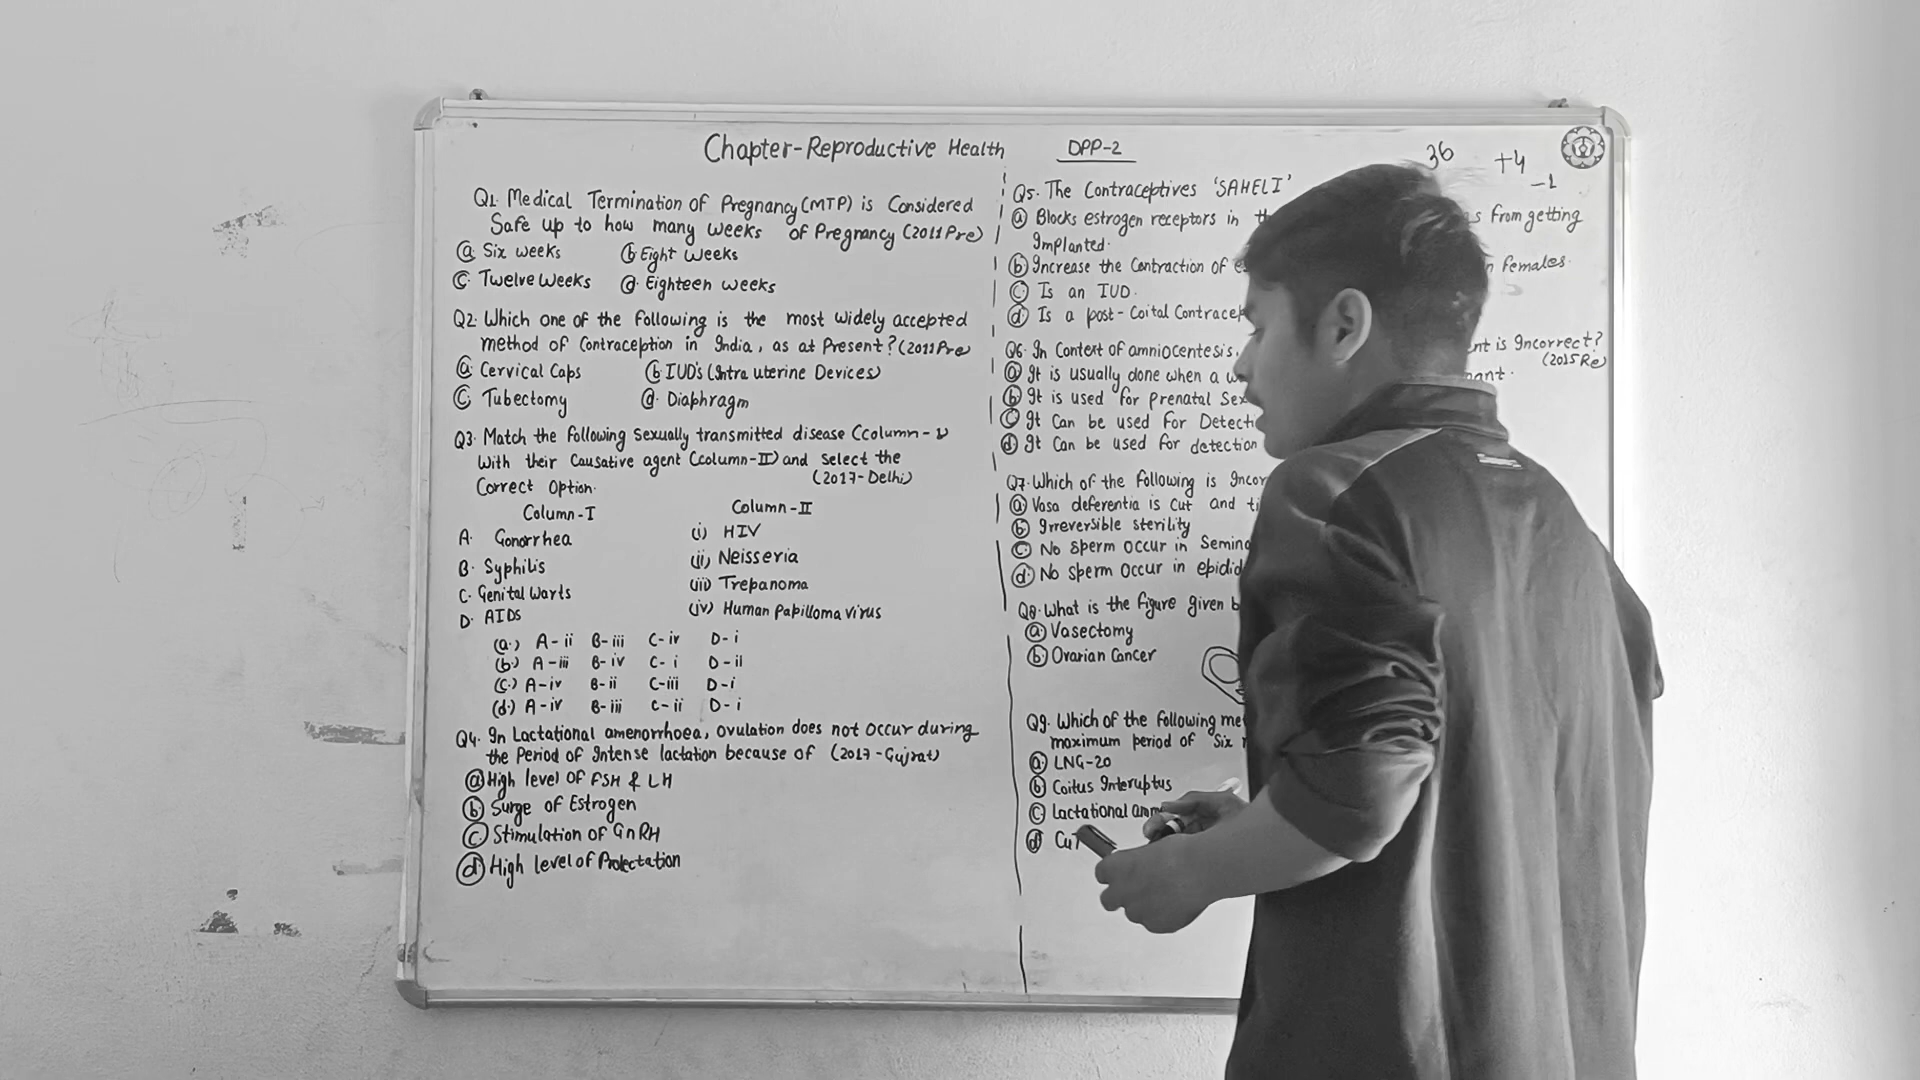 Chapter-Reproductive Health DPP-2
36 +4 -1
Q1. Medical Termination of Pregnancy (MTP) is Considered
Safe up to how many weeks of Pregnancy (2011 Pre)
(a) Six weeks (b) Eight weeks
(c) Twelve weeks (d) Eighteen weeks
Q2. Which one of the following is the most widely accepted
method of Contraception in India, as at Present? (2011 Pre)
(a) Cervical Caps (b) IUD's (Intra uterine Devices)
(c) Tubectomy (d) Diaphragm
Q3. Match the following sexually transmitted disease (column-I)
With their Causative agent (column-II) and select the
Correct Option. (2017-Delhi)
Column-I Column-II
A. Gonorrhea (i) HIV
B. Syphilis (ii) Neisseria
C. Genital Warts (iii) Trepanoma
D. AIDS (iv) Human Papilloma virus
(a.) A-ii B-iii C-iv D-i
(b.) A-iii B-iv C-i D-ii
(c.) A-iv B-ii C-iii D-i
(d.) A-iv B-iii C-ii D-i
Q4. In Lactational amenorrhoea, ovulation does not occur during
the Period of Intense lactation because of (2017-Gujrat)
(a) High level of FSH & LH
(b) Surge of Estrogen
(c) Stimulation of GnRH
(d) High level of Prolectation
Q5. The Contraceptives 'SAHELI'
(a) Blocks estrogen receptors in from getting
Implanted.
(b) Increase the Contraction of Females.
(c) Is an IUD.
(d) Is a post-Coital
Q6. In Context of amniocentesis. is Incorrect?
(2015 Re)
(a) It is usually done when a
(b) It is used for Prenatal Sex
(c) It Can be used For
(d) It Can be used for detection
Q7. Which of the following is
(a) Vasa deferentia is cut and
(b) Irreversible sterility
(c) No sperm occur in
(d) No sperm occur in
Q8. What is the figure given
(a) Vasectomy
(b) Ovarian Cancer
Q9. Which of the following
maximum period of Six
(a) LNG-20
(b) Coitus Interuptus
(c) Lactational
(d)